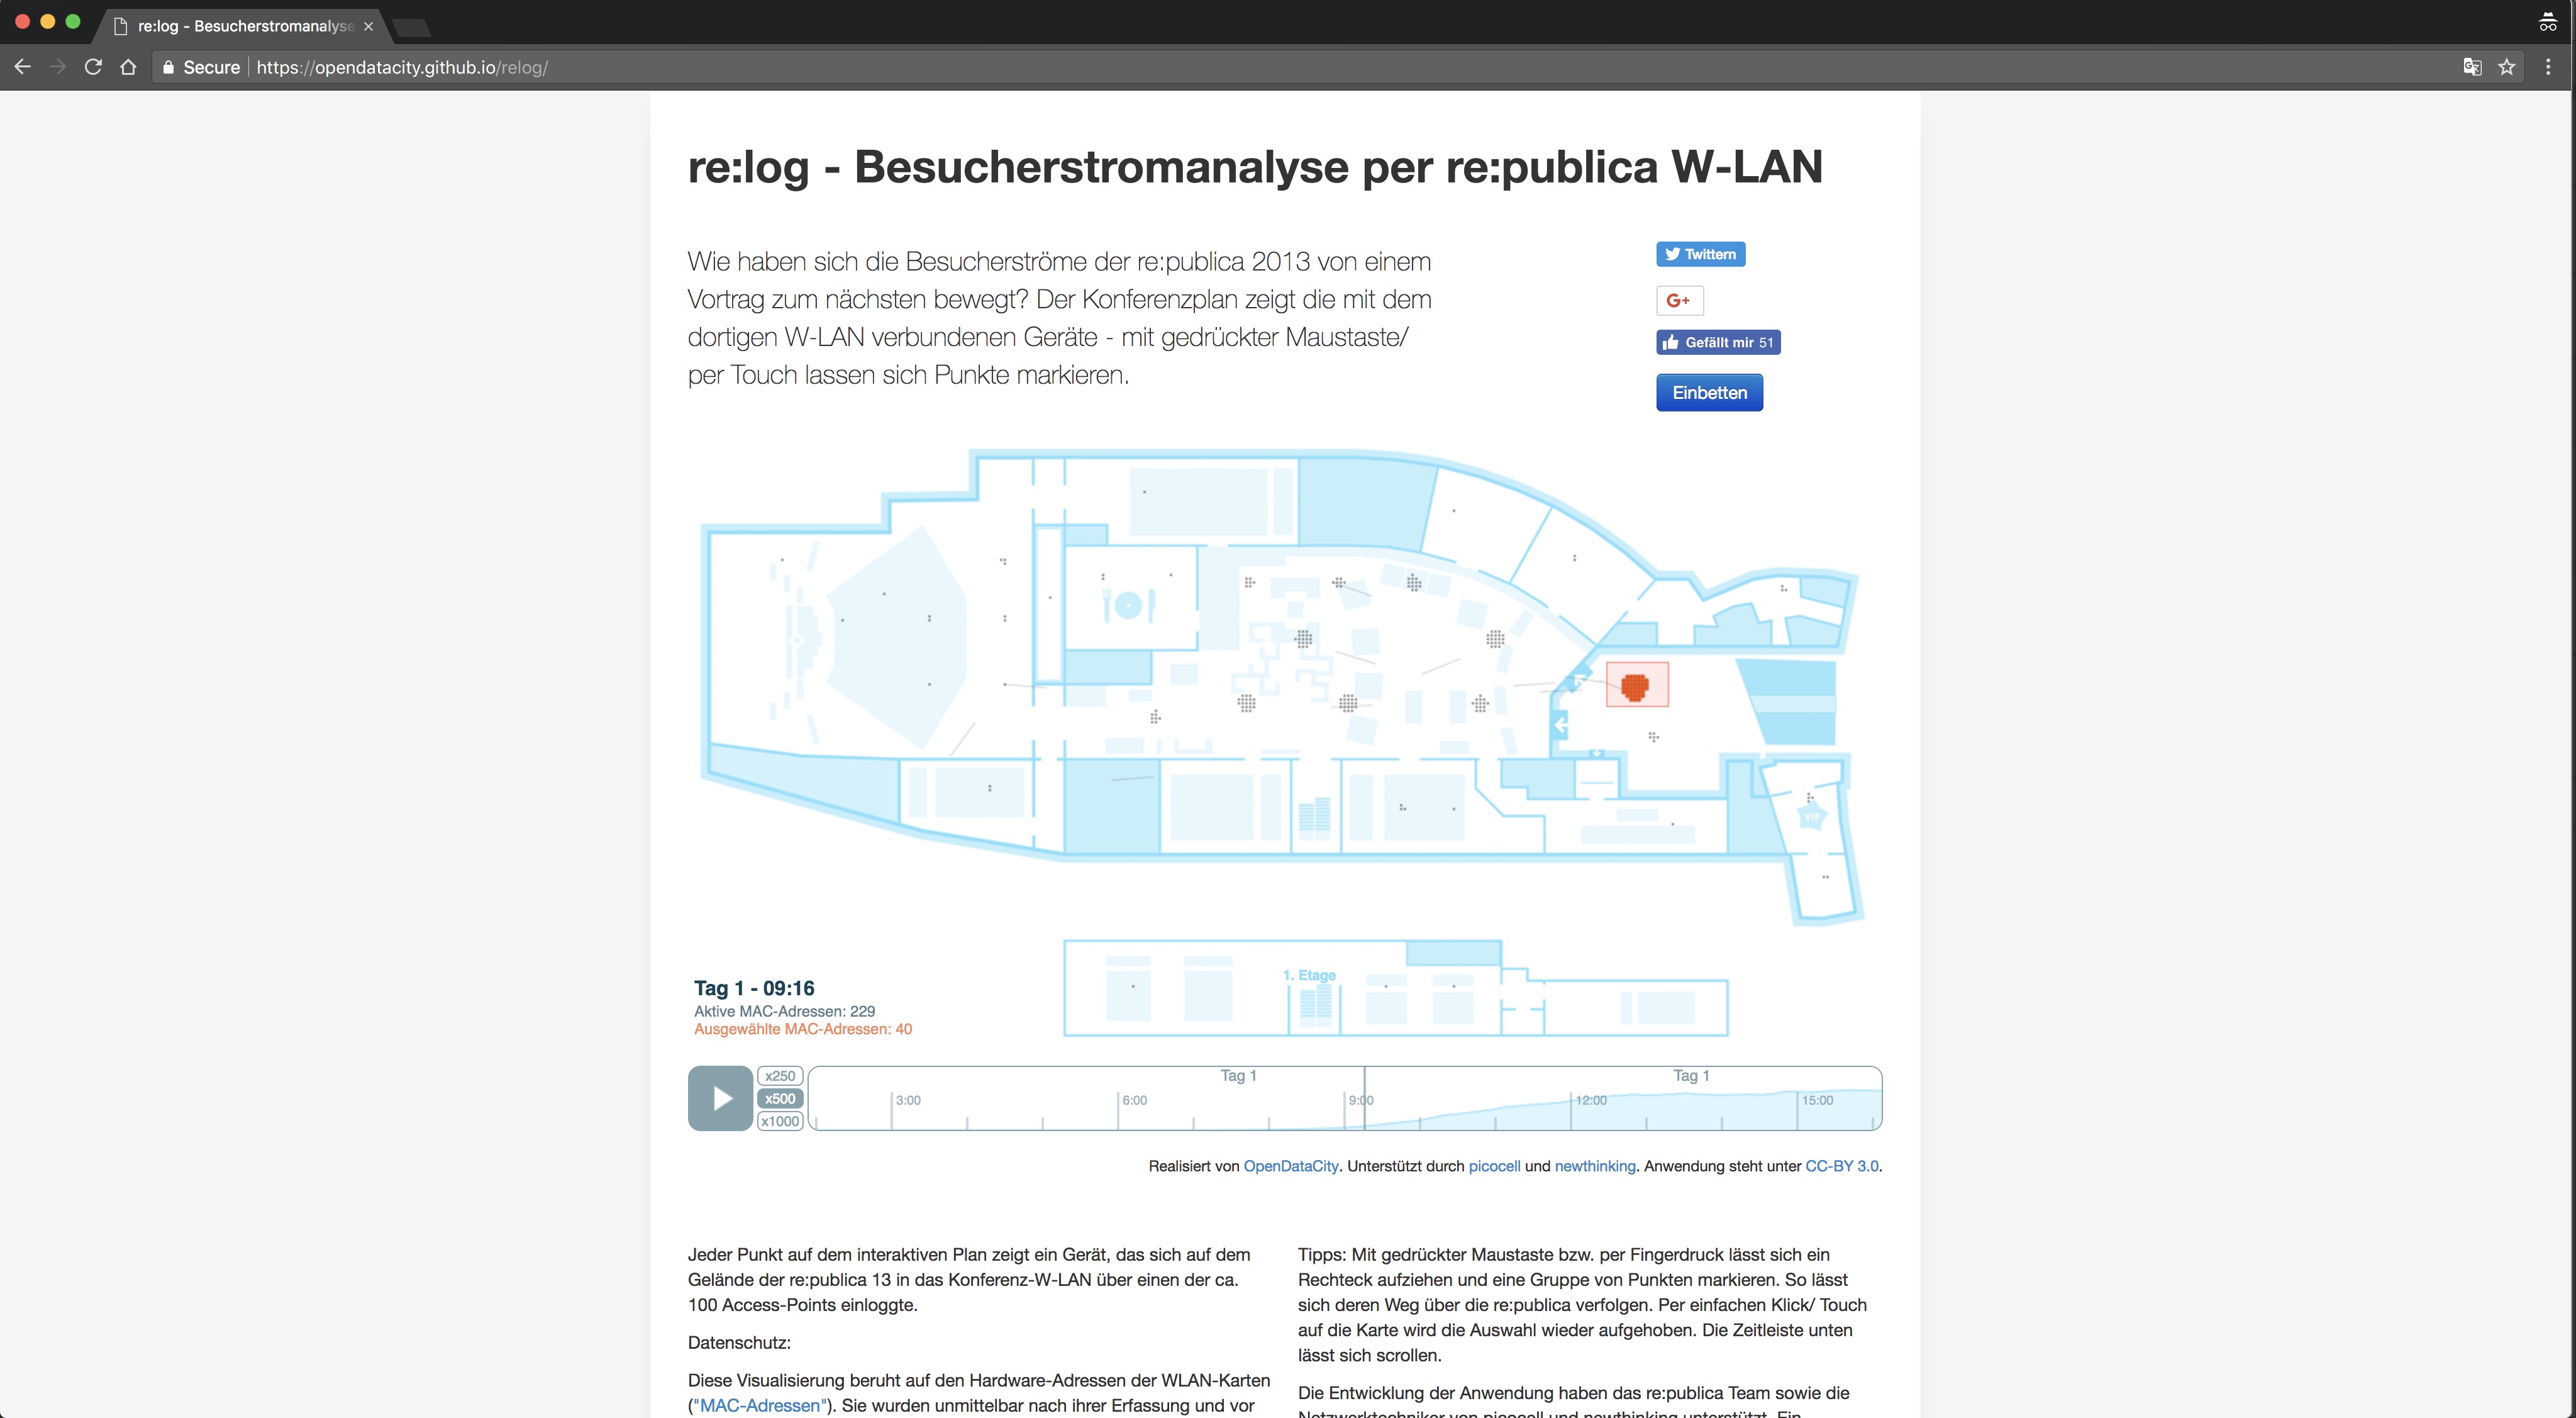 re:log - Besucherstromanalyse
Secure https://opendatacity.github.io/relog/
re:log - Besucherstromanalyse per re:publica W-LAN
Wie haben sich die Besucherströme der re:publica 2013 von einem
Vortrag zum nächsten bewegt? Der Konferenzplan zeigt die mit dem
dortigen W-LAN verbundenen Geräte - mit gedrückter Maustaste/
per Touch lassen sich Punkte markieren.
Twittern
G+
Gefällt mir 51
Einbetten
VIP
1. Etage
Tag 1 - 09:16
Aktive MAC-Adressen: 229
Ausgewählte MAC-Adressen: 40
x250
x500
x1000
Tag 1 Tag 1
3:00 6:00 9:00 12:00 15:00
Realisiert von OpenDataCity. Unterstützt durch picocell und newthinking. Anwendung steht unter CC-BY 3.0.
Jeder Punkt auf dem interaktiven Plan zeigt ein Gerät, das sich auf dem
Gelände der re:publica 13 in das Konferenz-W-LAN über einen der ca.
100 Access-Points einloggte.
Datenschutz:
Diese Visualisierung beruht auf den Hardware-Adressen der WLAN-Karten
("MAC-Adressen"). Sie wurden unmittelbar nach ihrer Erfassung und vor
Tipps: Mit gedrückter Maustaste bzw. per Fingerdruck lässt sich ein
Rechteck aufziehen und eine Gruppe von Punkten markieren. So lässt
sich deren Weg über die re:publica verfolgen. Per einfachen Klick/ Touch
auf die Karte wird die Auswahl wieder aufgehoben. Die Zeitleiste unten
lässt sich scrollen.
Die Entwicklung der Anwendung haben das re:publica Team sowie die
Netzwerktechniker von picocell und newthinking unterstützt. Ein